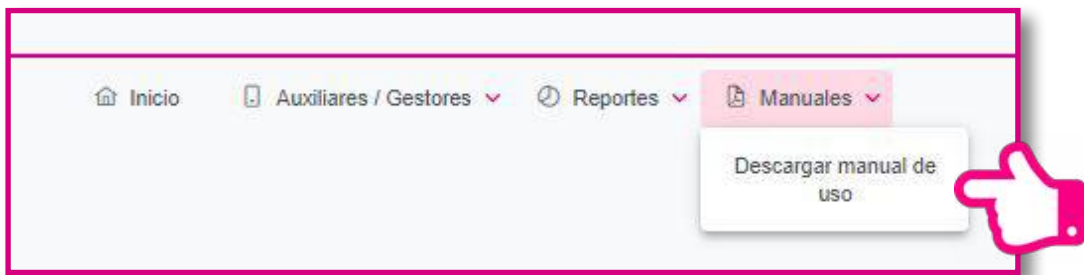 Inicio Auxiliares / Gestores Reportes Manuales
Descargar manual de
uso